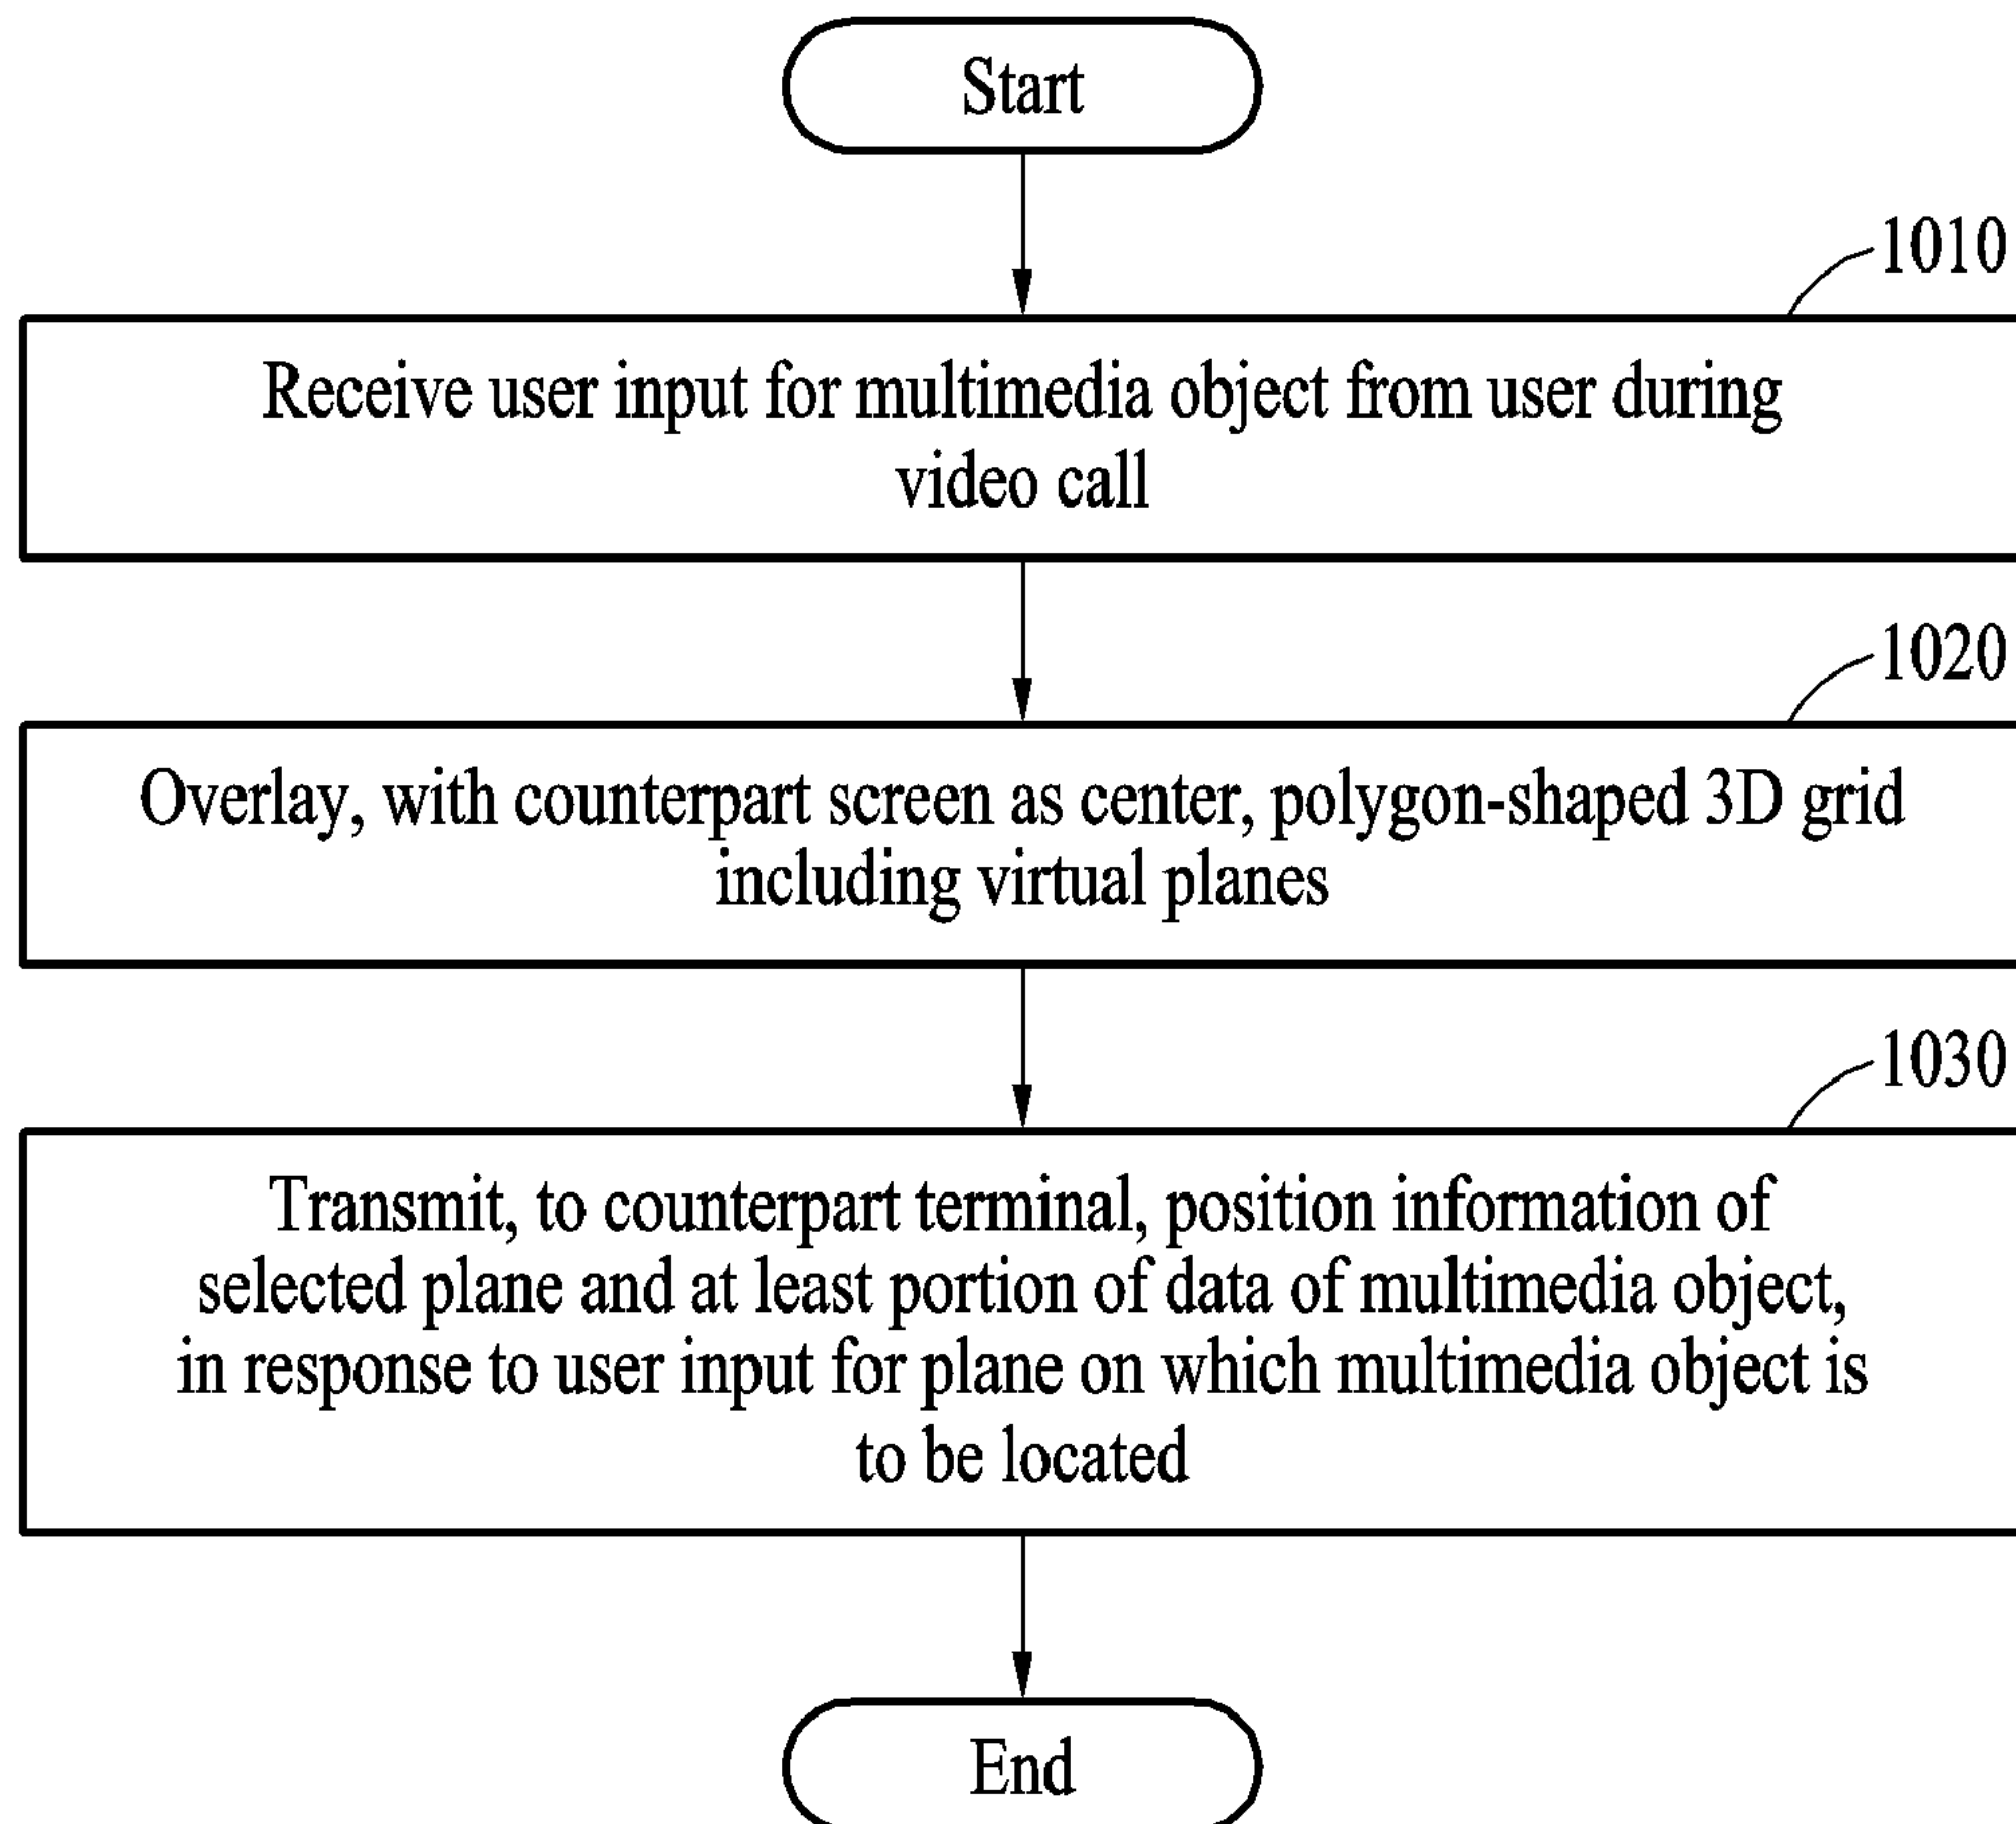 Start
1010
Receive user input for multimedia object from user during
video call
1020
Overlay, with counterpart screen as center, polygon-shaped 3D grid
including virtual planes
1030
Transmit, to counterpart terminal, position information of
selected plane and at least portion of data of multimedia object,
in response to user input for plane on which multimedia object is
to be located
End